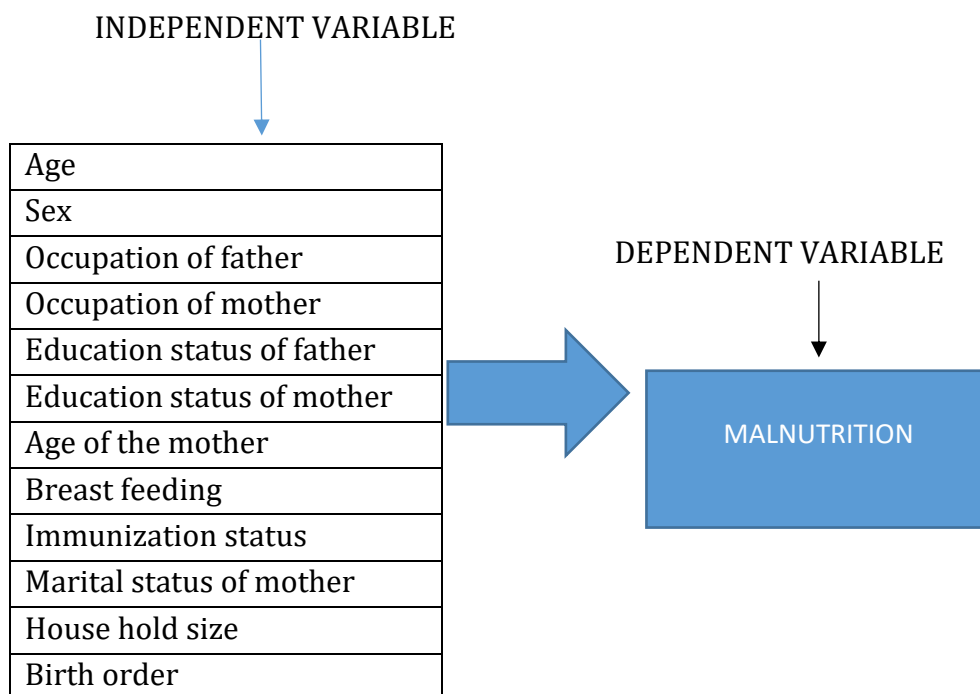 INDEPENDENT VARIABLE
Age
Sex
Occupation of father
Occupation of mother
Education status of father
Education status of mother
Age of the mother
Breast feeding
Immunization status
Marital status of mother
House hold size
Birth order
DEPENDENT VARIABLE
MALNUTRITION